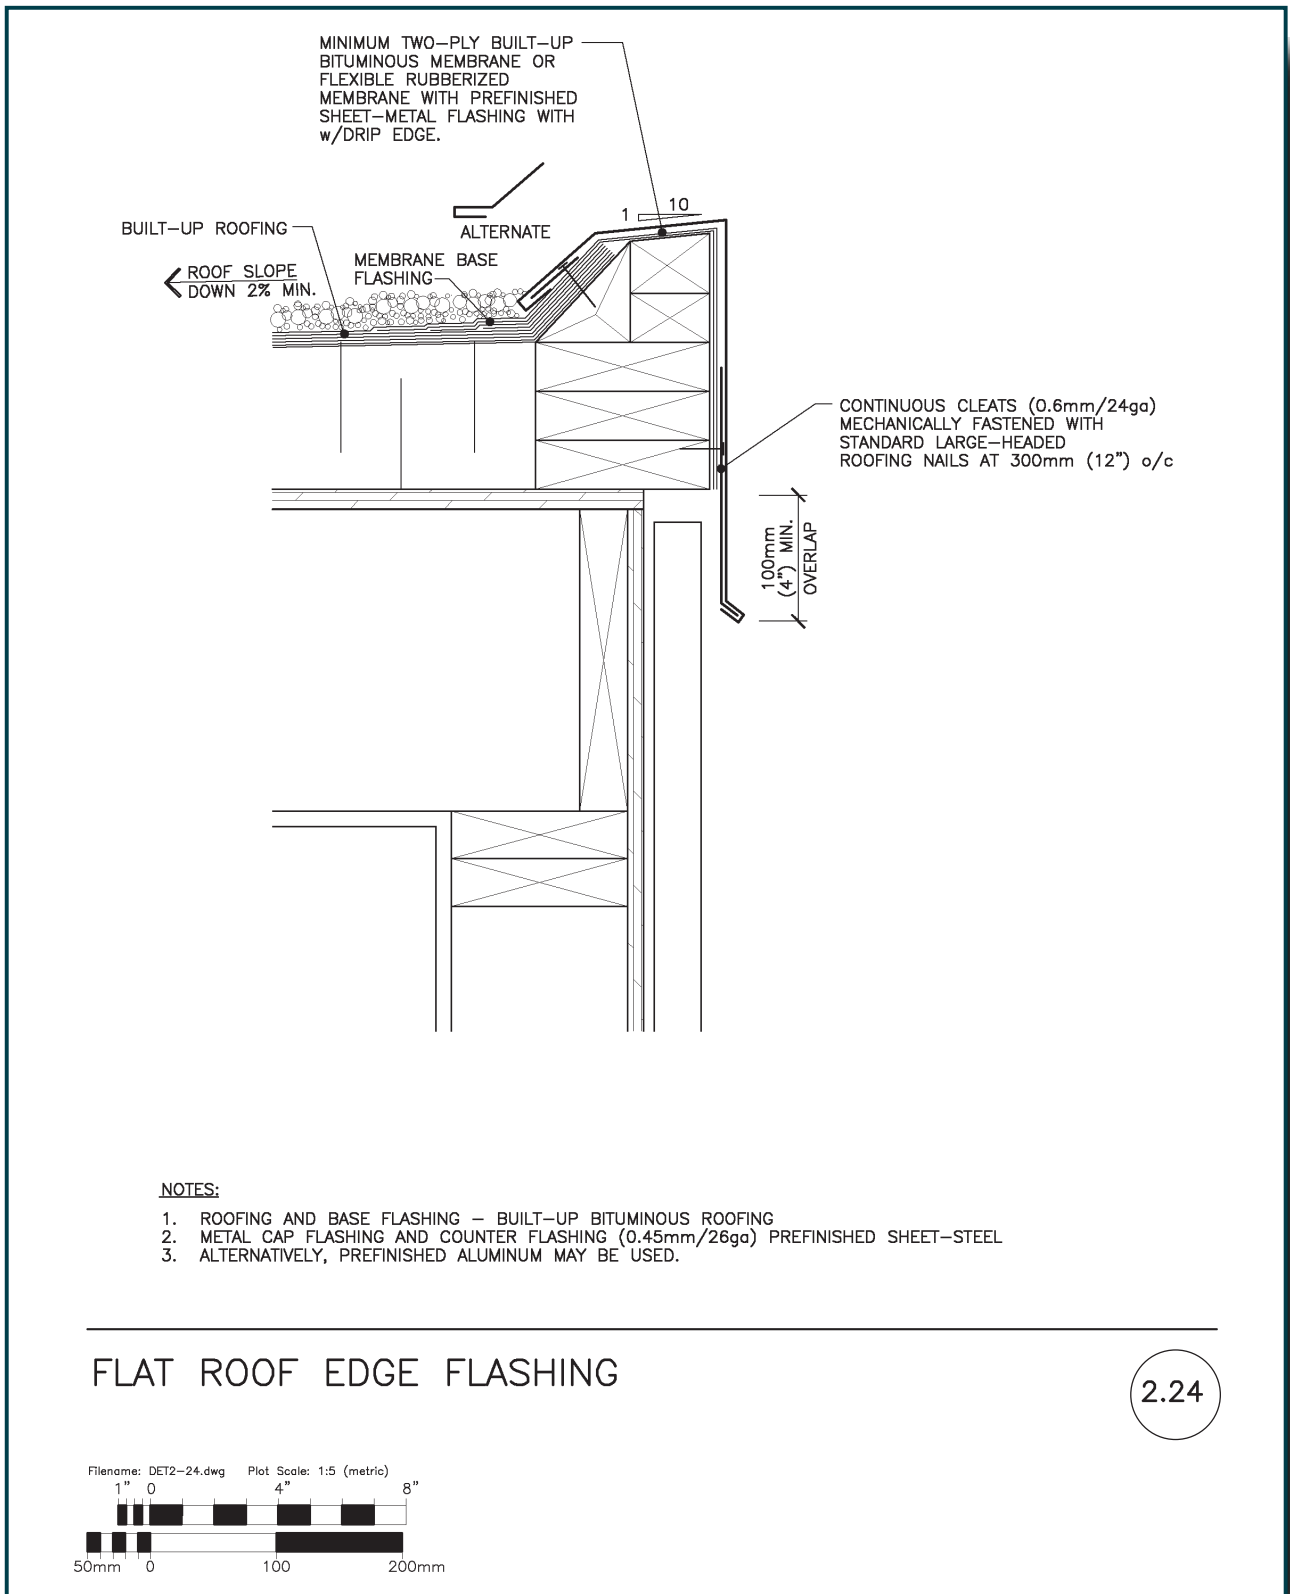 MINIMUM TWO-PLY BUILT-UP
BITUMINOUS MEMBRANE OR
FLEXIBLE RUBBERIZED
MEMBRANE WITH PREFINISHED
SHEET-METAL FLASHING WITH
w/DRIP EDGE.
1 10
ALTERNATE
BUILT-UP ROOFING
MEMBRANE BASE
FLASHING
ROOF SLOPE
DOWN 2% MIN.
CONTINUOUS CLEATS (0.6mm/24ga)
MECHANICALLY FASTENED WITH
STANDARD LARGE-HEADED
ROOFING NAILS AT 300mm (12") o/c
100mm
(4") MIN.
OVERLAP
NOTES:
1. ROOFING AND BASE FLASHING - BUILT-UP BITUMINOUS ROOFING
2. METAL CAP FLASHING AND COUNTER FLASHING (0.45mm/26ga) PREFINISHED SHEET-STEEL
3. ALTERNATIVELY, PREFINISHED ALUMINUM MAY BE USED.
FLAT ROOF EDGE FLASHING
2.24
Filename: DET2-24.dwg Plot Scale: 1:5 (metric)
1" 0 4" 8"
50mm 0 100 200mm